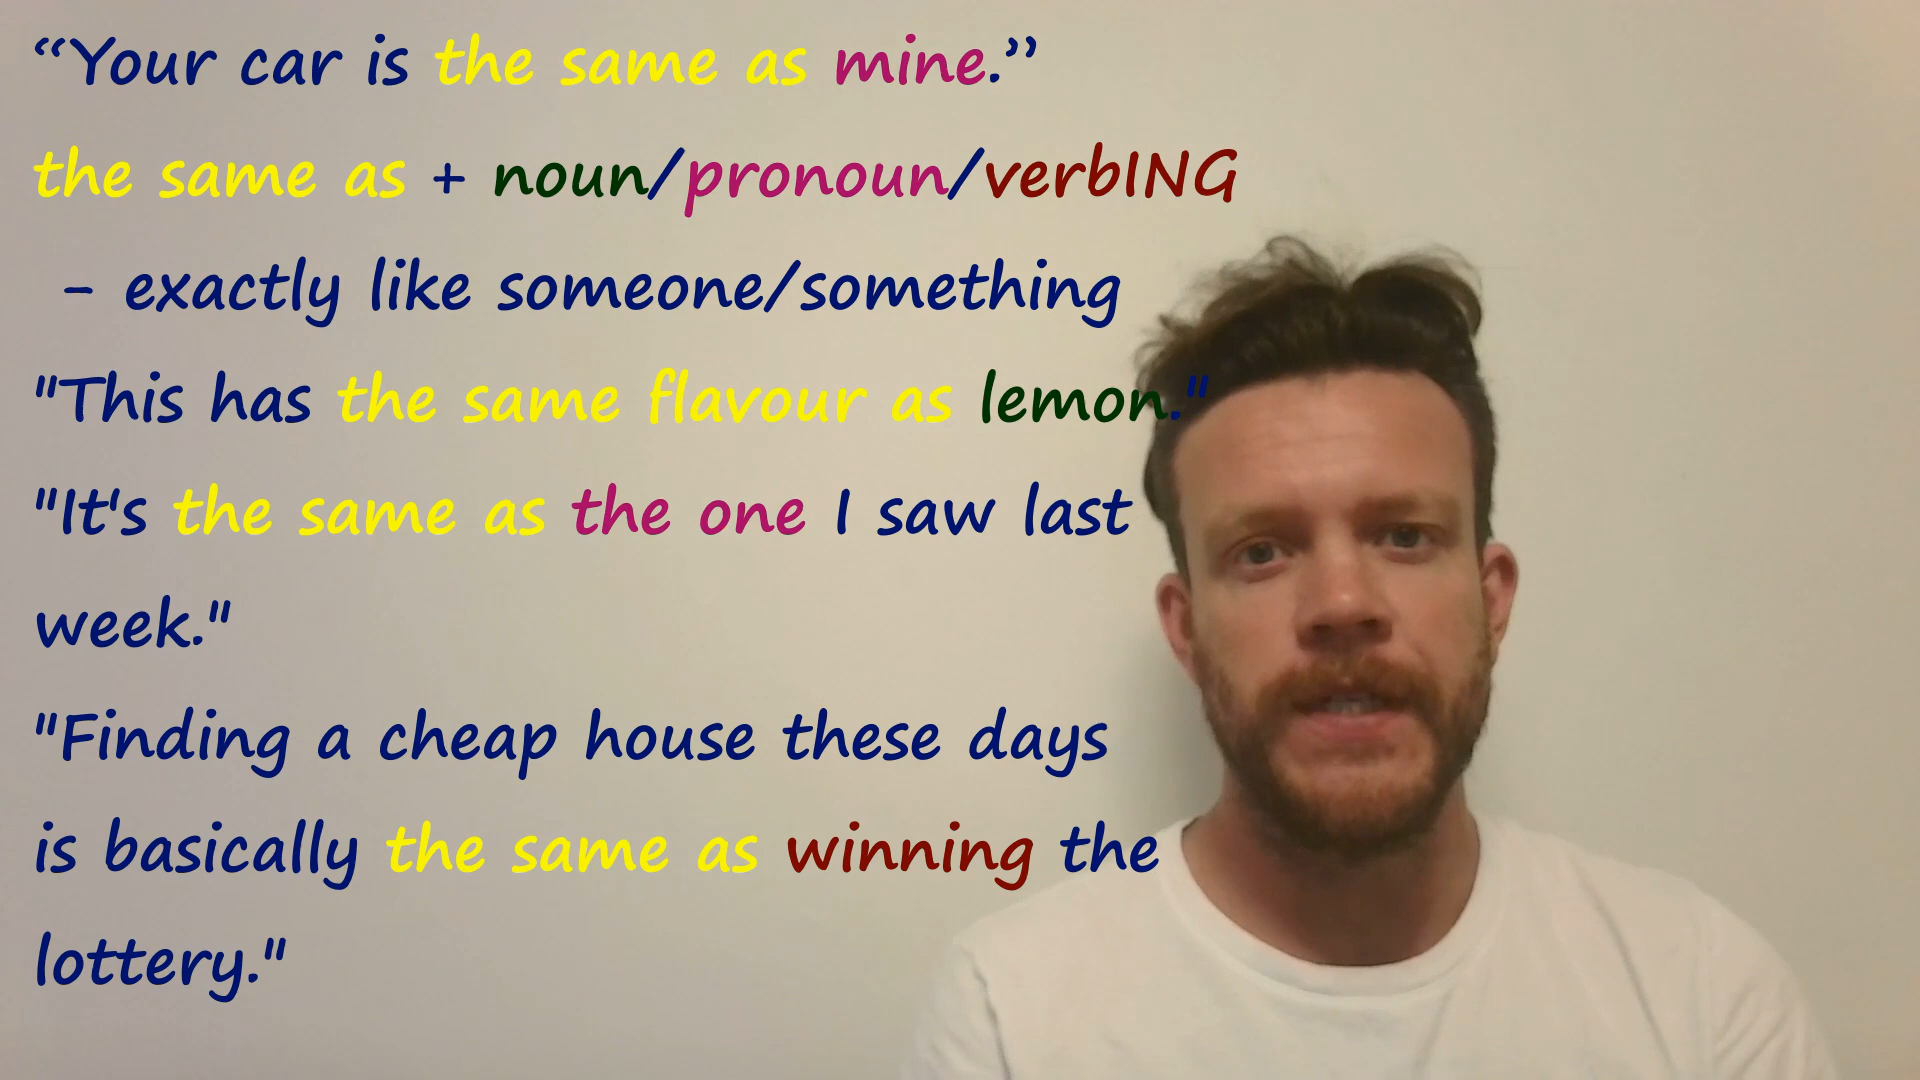 “Your car is the same as mine.”
the same as + noun/pronoun/verbING
- exactly like someone/something
"This has the same flavour as lemon."
"It's the same as the one I saw last
week."
"Finding a cheap house these days
is basically the same as winning the
lottery."